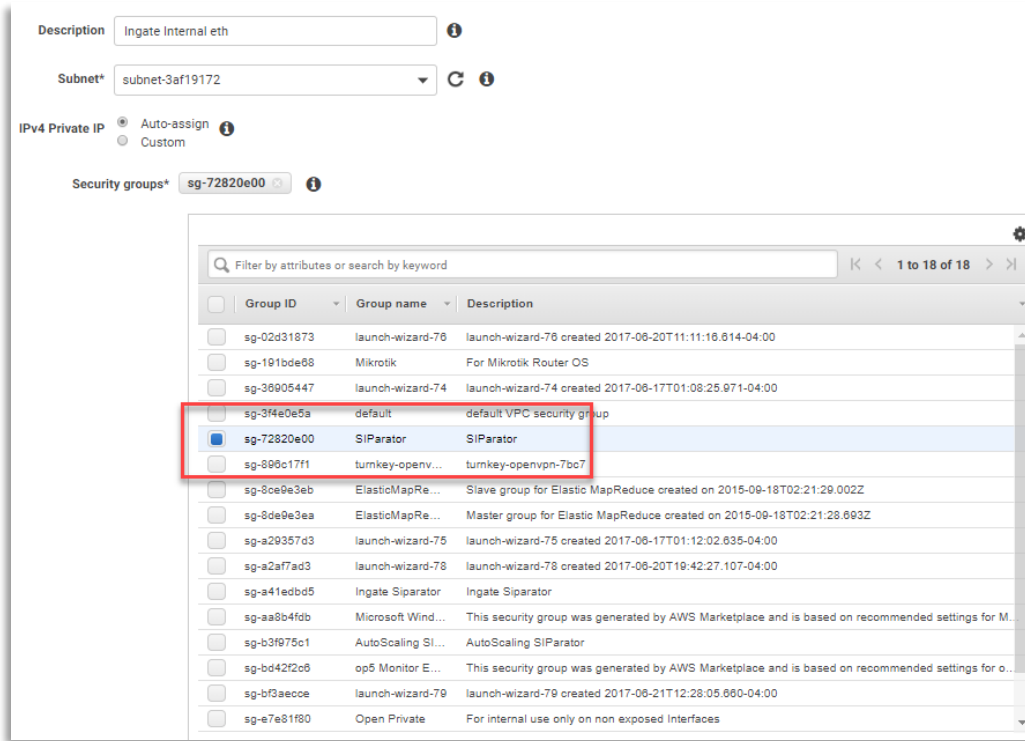 Description Ingate Internal eth
Subnet* subnet-3af19172
IPv4 Private IP Auto-assign
Custom
Security groups* sg-72820e00
Filter by attributes or search by keyword 1 to 18 of 18
Group ID Group name Description
sg-02d31873 launch-wizard-76 launch-wizard-76 created 2017-06-20T11:11:16.614-04:00
sg-191bde68 Mikrotik For Mikrotik Router OS
sg-36905447 launch-wizard-74 launch-wizard-74 created 2017-06-17T01:08:25.971-04:00
sg-3f4e0e5a default default VPC security group
sg-72820e00 SIParator SIParator
sg-896c17f1 turnkey-openv... turnkey-openvpn-7bc7
sg-8ce9e3eb ElasticMapRe... Slave group for Elastic MapReduce created on 2015-09-18T02:21:29.002Z
sg-8de9e3ea ElasticMapRe... Master group for Elastic MapReduce created on 2015-09-18T02:21:28.693Z
sg-a29357d3 launch-wizard-75 launch-wizard-75 created 2017-06-17T01:12:02.635-04:00
sg-a2af7ad3 launch-wizard-78 launch-wizard-78 created 2017-06-20T19:42:27.107-04:00
sg-a41edbd5 Ingate Siparator Ingate Siparator
sg-aa8b4fdb Microsoft Wind... This security group was generated by AWS Marketplace and is based on recommended settings for M...
sg-b3f975c1 AutoScaling SI... AutoScaling SIParator
sg-bd42f2c6 op5 Monitor E... This security group was generated by AWS Marketplace and is based on recommended settings for o...
sg-bf3aecce launch-wizard-79 launch-wizard-79 created 2017-06-21T12:28:05.660-04:00
sg-e7e81f80 Open Private For internal use only on non exposed Interfaces